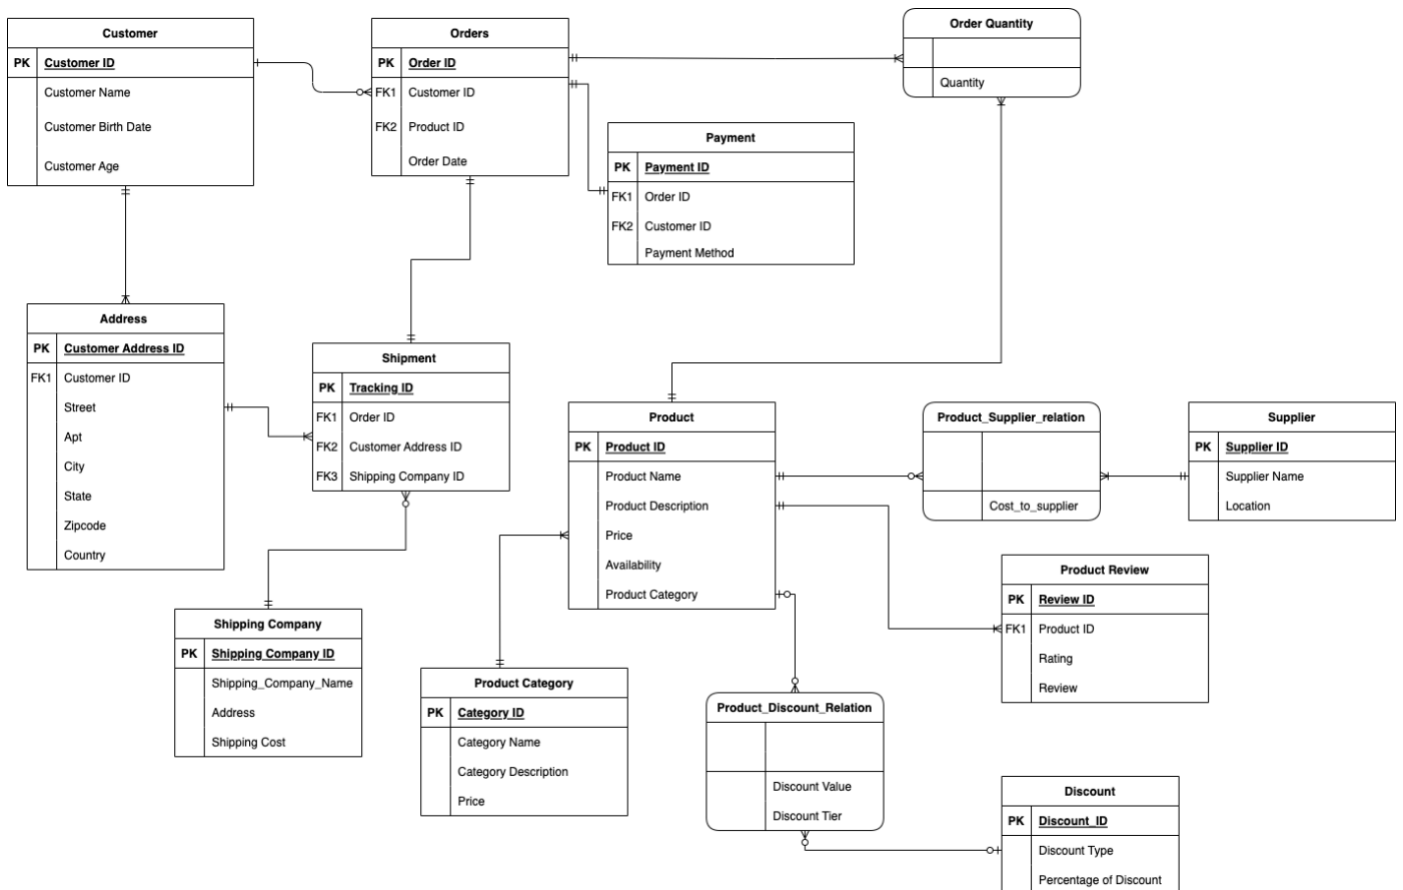 Customer
PK Customer ID
Customer Name
Customer Birth Date
Customer Age
Orders
PK Order ID
FK1 Customer ID
FK2 Product ID
Order Date
Order Quantity
Quantity
Payment
PK Payment ID
FK1 Order ID
FK2 Customer ID
Payment Method
Address
PK Customer Address ID
FK1 Customer ID
Street
Apt
City
State
Zipcode
Country
Shipment
PK Tracking ID
FK1 Order ID
FK2 Customer Address ID
FK3 Shipping Company ID
Product
PK Product ID
Product Name
Product Description
Price
Availability
Product Category
Product_Supplier_relation
Cost_to_supplier
Supplier
PK Supplier ID
Supplier Name
Location
Product Review
PK Review ID
FK1 Product ID
Rating
Review
Shipping Company
PK Shipping Company ID
Shipping_Company_Name
Address
Shipping Cost
Product Category
PK Category ID
Category Name
Category Description
Price
Product_Discount_Relation
Discount Value
Discount Tier
Discount
PK Discount_ID
Discount Type
Percentage of Discount